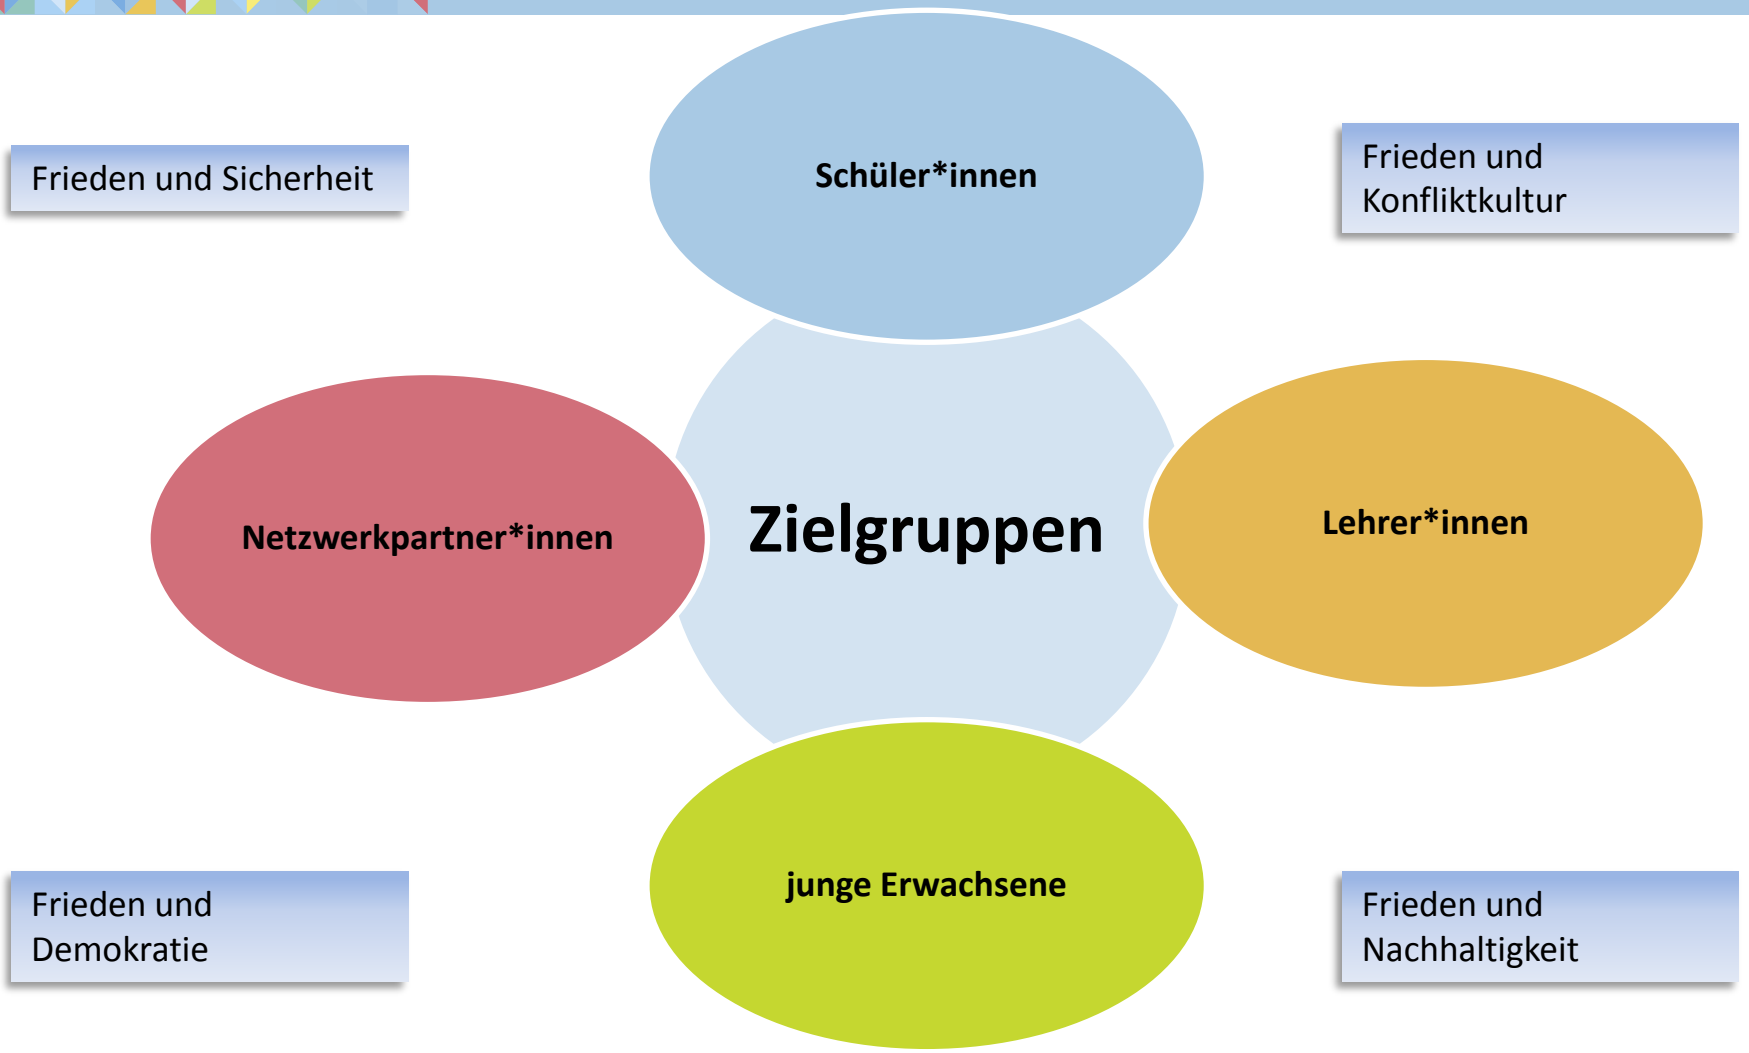 Schüler*innen
Frieden und Sicherheit
Frieden und
Konfliktkultur
Netzwerkpartner*innen
Zielgruppen
Lehrer*innen
junge Erwachsene
Frieden und
Demokratie
Frieden und
Nachhaltigkeit